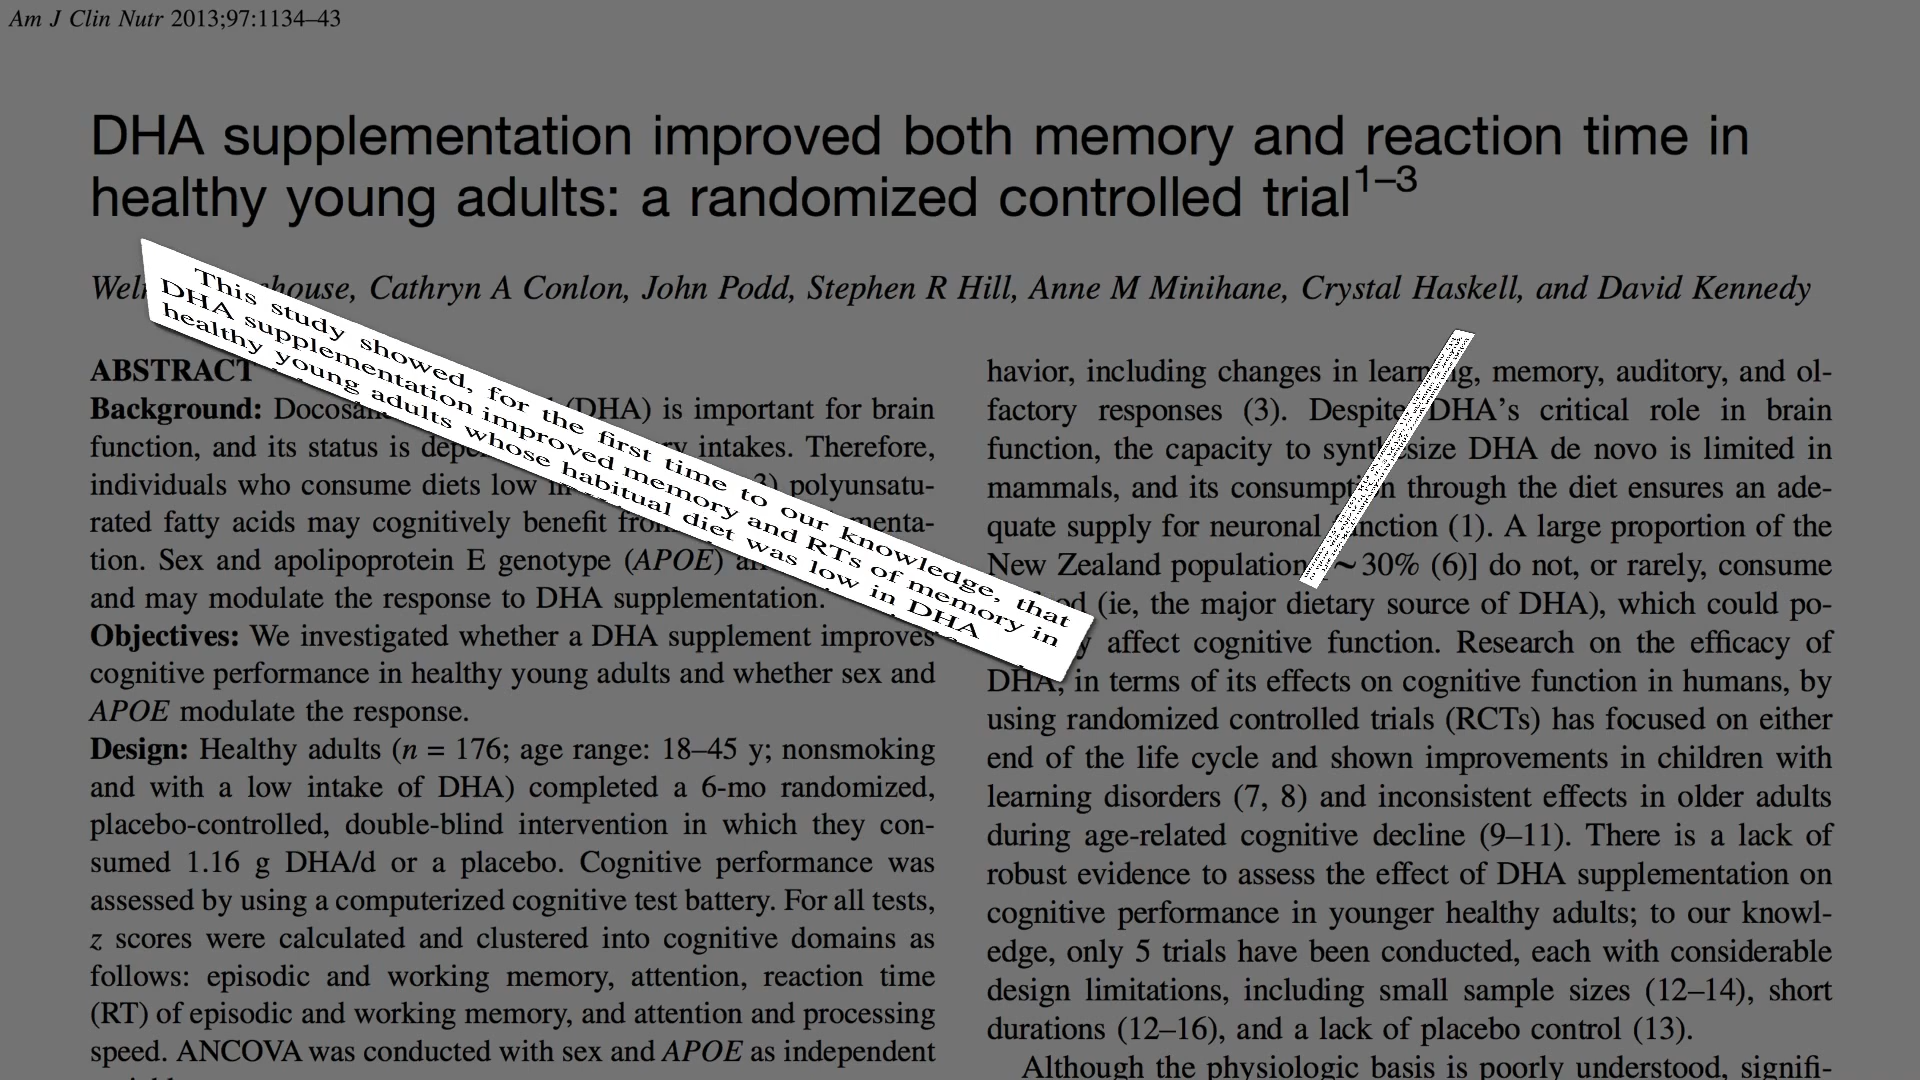 Am J Clin Nutr 2013;97:1134–43
DHA supplementation improved both memory and reaction time in
healthy young adults: a randomized controlled trial1–3
Cathryn A Conlon, John Podd, Stephen R Hill, Anne M Minihane, Crystal Haskell, and David Kennedy
This study showed, for the first time to our knowledge, that
DHA supplementation improved memory and RTs of memory in
healthy young adults whose habitual diet was low in DHA
ABSTRACT
Background: (DHA) is important for brain
function, and its status is intakes. Therefore,
individuals who consume diets low polyunsatu-
rated fatty acids may cognitively benefit
tion. Sex and apolipoprotein E genotype (APOE)
and may modulate the response to DHA supplementation.
Objectives: We investigated whether a DHA supplement improves
cognitive performance in healthy young adults and whether sex and
APOE modulate the response.
Design: Healthy adults (n = 176; age range: 18–45 y; nonsmoking
and with a low intake of DHA) completed a 6-mo randomized,
placebo-controlled, double-blind intervention in which they con-
sumed 1.16 g DHA/d or a placebo. Cognitive performance was
assessed by using a computerized cognitive test battery. For all tests,
z scores were calculated and clustered into cognitive domains as
follows: episodic and working memory, attention, reaction time
(RT) of episodic and working memory, and attention and processing
speed. ANCOVA was conducted with sex and APOE as independent
havior, including changes in learning, memory, auditory, and ol-
factory responses (3). Despite DHA's critical role in brain
function, the capacity to synthesize DHA de novo is limited in
mammals, and its consumption through the diet ensures an ade-
quate supply for neuronal function (1). A large proportion of the
New Zealand population ~30% (6)] do not, or rarely, consume
(ie, the major dietary source of DHA), which could po-
affect cognitive function. Research on the efficacy of
DHA, in terms of its effects on cognitive function in humans, by
using randomized controlled trials (RCTs) has focused on either
end of the life cycle and shown improvements in children with
learning disorders (7, 8) and inconsistent effects in older adults
during age-related cognitive decline (9–11). There is a lack of
robust evidence to assess the effect of DHA supplementation on
cognitive performance in younger healthy adults; to our knowl-
edge, only 5 trials have been conducted, each with considerable
design limitations, including small sample sizes (12–14), short
durations (12–16), and a lack of placebo control (13).
Although the physiologic basis is poorly understood, signifi-